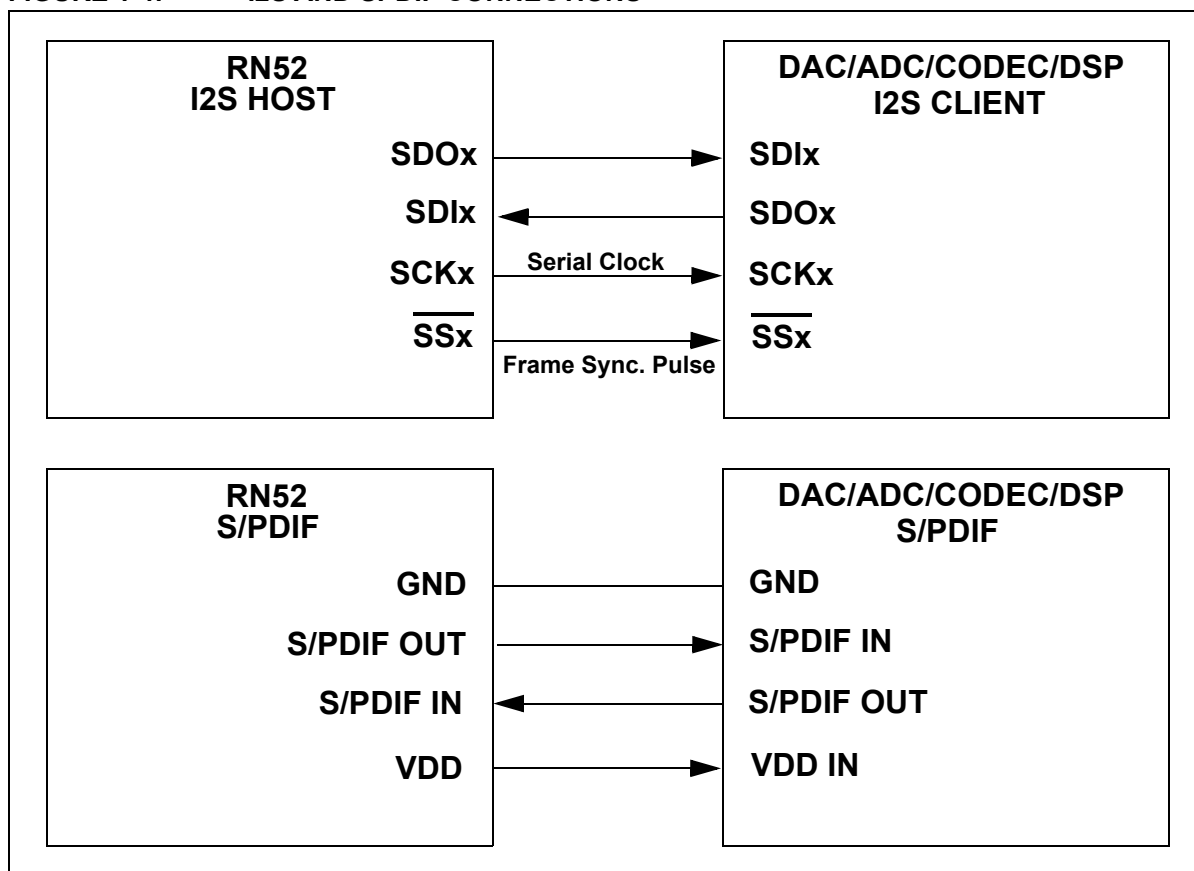 RN52
I2S HOST
DAC/ADC/CODEC/DSP
I2S CLIENT
SDOx
SDIx
SDIx
SDOx
SCKx
Serial Clock
SCKx
SSx
SSx
Frame Sync. Pulse
RN52
S/PDIF
DAC/ADC/CODEC/DSP
S/PDIF
GND
GND
S/PDIF OUT
S/PDIF IN
S/PDIF IN
S/PDIF OUT
VDD
VDD IN